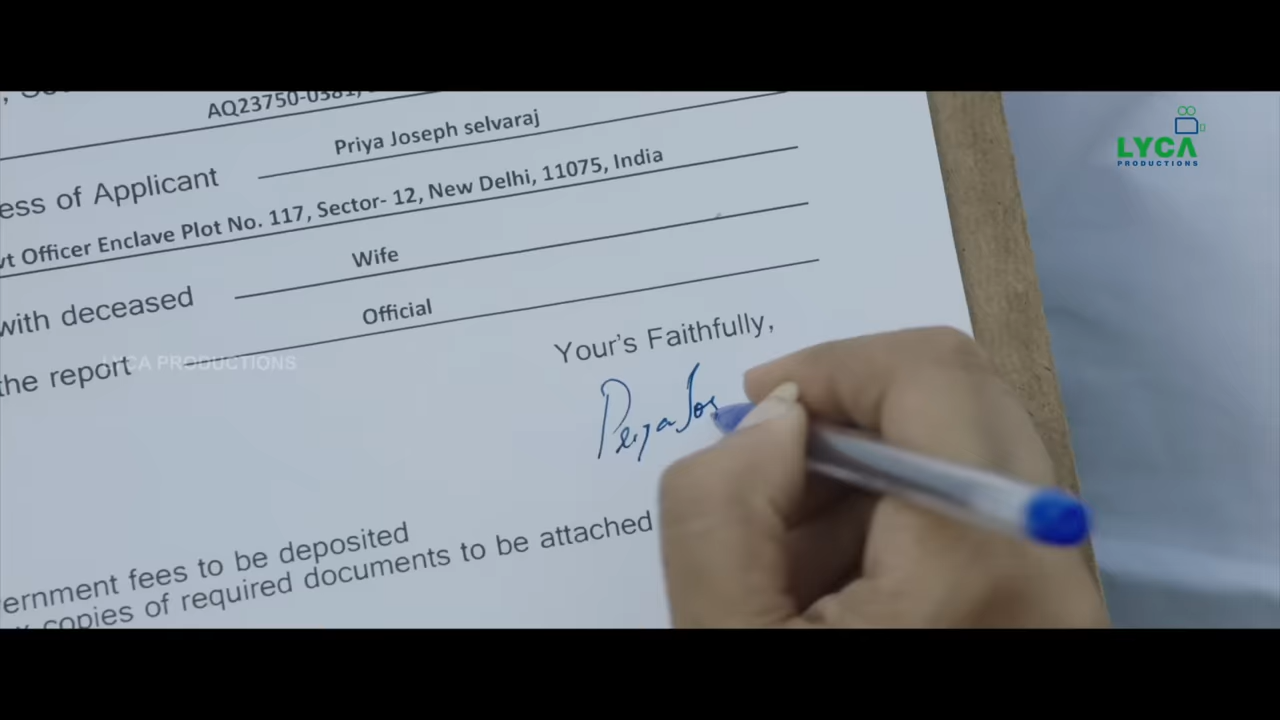 AQ23750-0381,
Priya Joseph selvaraj
ess of Applicant
vt Officer Enclave Plot No. 117, Sector- 12, New Delhi, 11075, India
Wife
with deceased
Official
the report
Your's Faithfully,
Priya Jos
ernment fees to be deposited
copies of required documents to be attached
LYCA PRODUCTIONS
LYCA
PRODUCTIONS